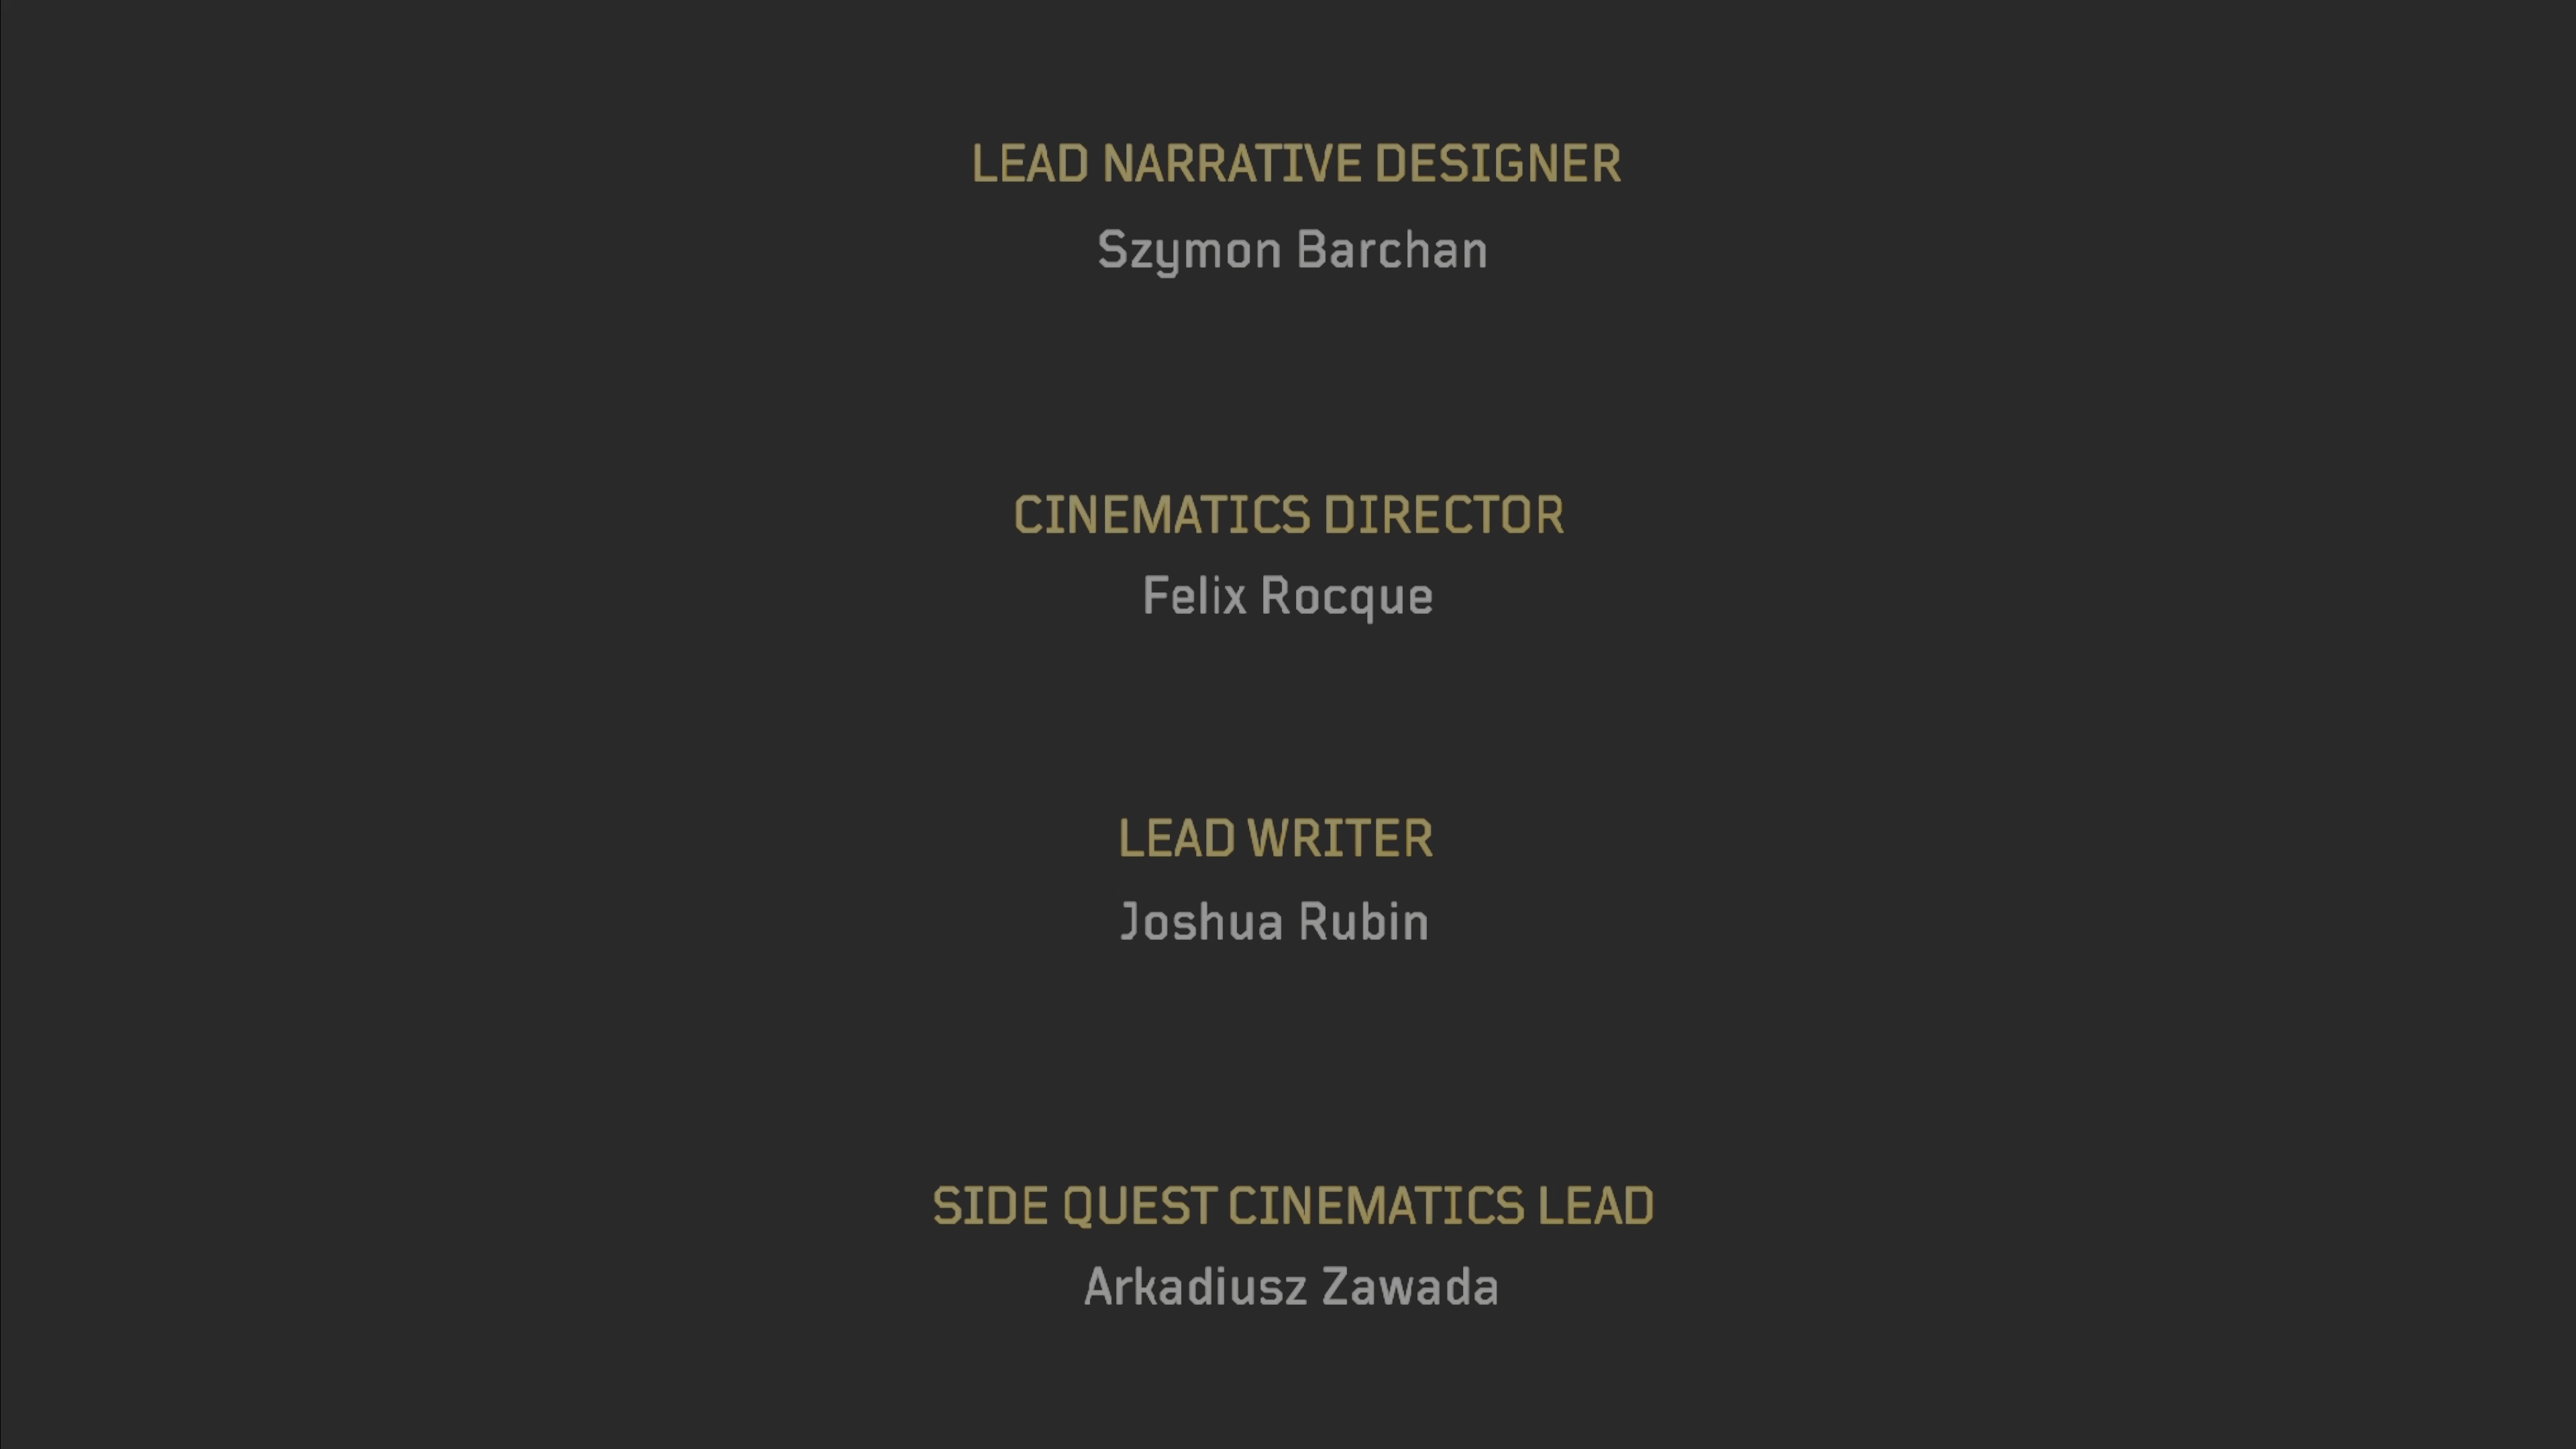 LEAD NARRATIVE DESIGNER
Szymon Barchan
CINEMATICS DIRECTOR
Felix Rocque
LEAD WRITER
Joshua Rubin
SIDE QUEST CINEMATICS LEAD
Arkadiusz Zawada